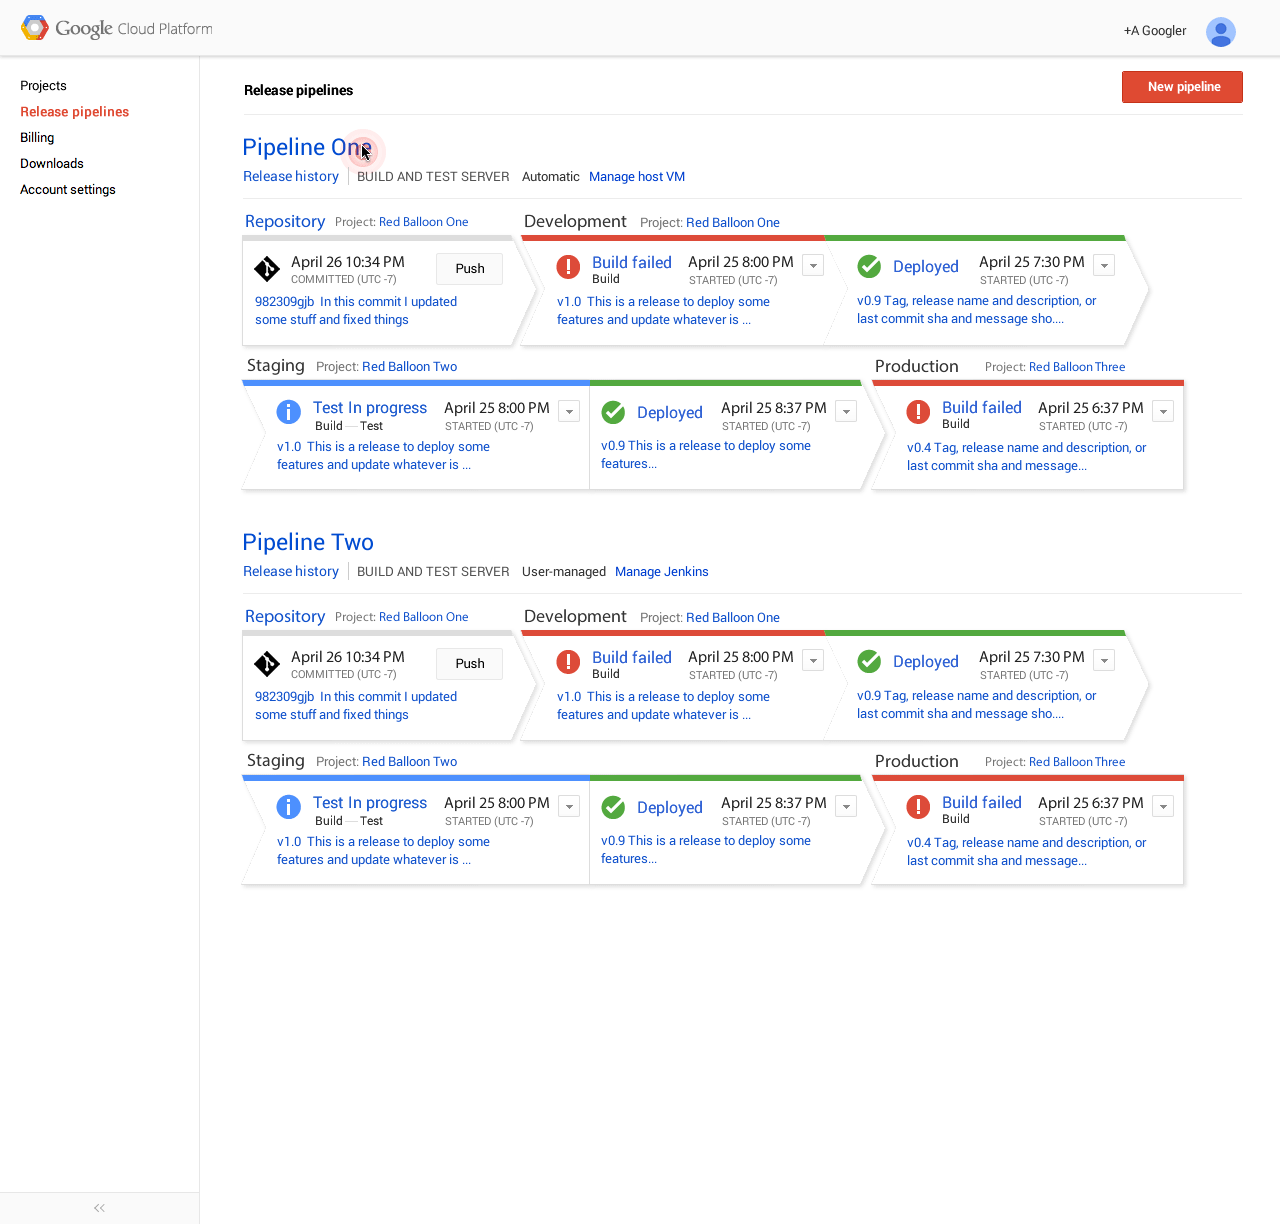 Google Cloud Platform
+A Googler
Projects
Release pipelines
Billing
Downloads
Account settings
Release pipelines
New pipeline
Pipeline One
Release history BUILD AND TEST SERVER Automatic Manage host VM
Repository Project: Red Balloon One
Development Project: Red Balloon One
April 26 10:34 PM
COMMITTED (UTC -7)
Push
982309gjb In this commit I updated
some stuff and fixed things
Build failed
Build
April 25 8:00 PM
STARTED (UTC -7)
v1.0 This is a release to deploy some
features and update whatever is ...
Deployed
April 25 7:30 PM
STARTED (UTC -7)
v0.9 Tag, release name and description, or
last commit sha and message sho....
Staging Project: Red Balloon Two
Production Project: Red Balloon Three
Test In progress
Build — Test
April 25 8:00 PM
STARTED (UTC -7)
v1.0 This is a release to deploy some
features and update whatever is ...
Deployed
April 25 8:37 PM
STARTED (UTC -7)
v0.9 This is a release to deploy some
features...
Build failed
Build
April 25 6:37 PM
STARTED (UTC -7)
v0.4 Tag, release name and description, or
last commit sha and message...
Pipeline Two
Release history BUILD AND TEST SERVER User-managed Manage Jenkins
Repository Project: Red Balloon One
Development Project: Red Balloon One
April 26 10:34 PM
COMMITTED (UTC -7)
Push
982309gjb In this commit I updated
some stuff and fixed things
Build failed
Build
April 25 8:00 PM
STARTED (UTC -7)
v1.0 This is a release to deploy some
features and update whatever is ...
Deployed
April 25 7:30 PM
STARTED (UTC -7)
v0.9 Tag, release name and description, or
last commit sha and message sho....
Staging Project: Red Balloon Two
Production Project: Red Balloon Three
Test In progress
Build — Test
April 25 8:00 PM
STARTED (UTC -7)
v1.0 This is a release to deploy some
features and update whatever is ...
Deployed
April 25 8:37 PM
STARTED (UTC -7)
v0.9 This is a release to deploy some
features...
Build failed
Build
April 25 6:37 PM
STARTED (UTC -7)
v0.4 Tag, release name and description, or
last commit sha and message...